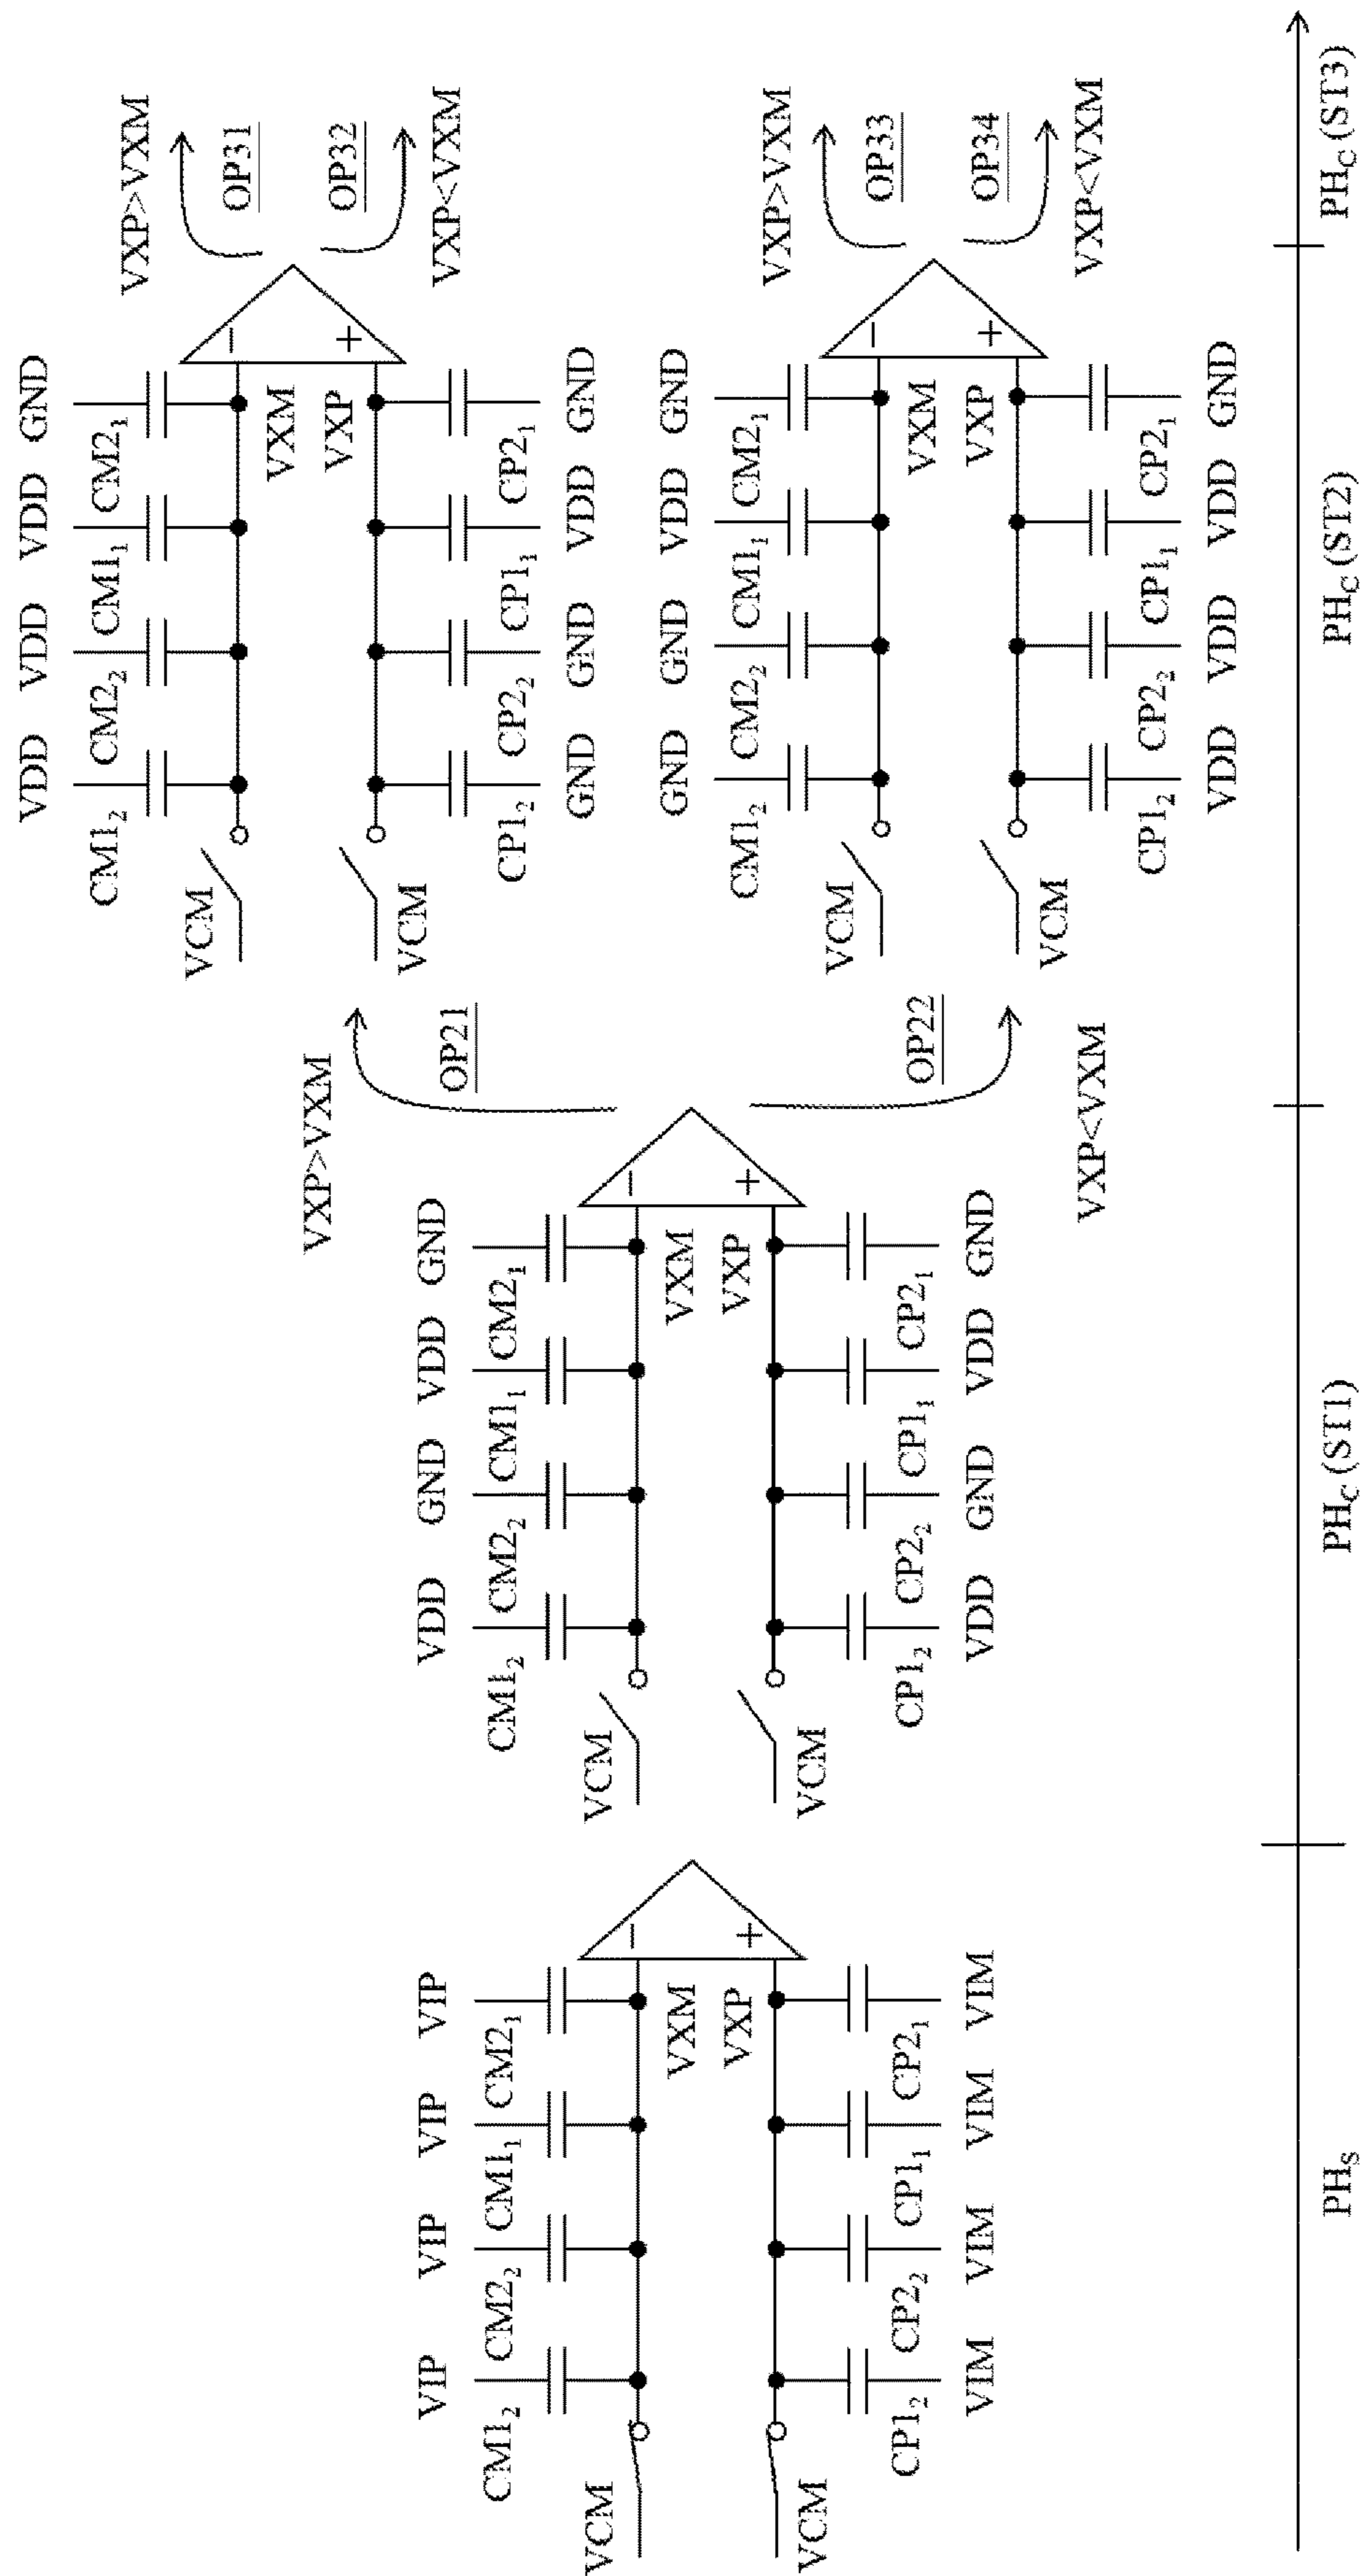 VIP VIP VIP VIP
CM1₂ CM2₂ CM1₁ CM2₁
VCM
−
VXM
VXP
+
VCM
CP1₂ CP2₂ CP1₁ CP2₁
VIM VIM VIM VIM
VDD GND VDD GND
CM1₂ CM2₂ CM1₁ CM2₁
VCM
−
VXM
VXP
+
VCM
CP1₂ CP2₂ CP1₁ CP2₁
VDD GND VDD GND
VXP>VXM
OP21
OP22
VXP<VXM
VDD VDD VDD GND
CM1₂ CM2₂ CM1₁ CM2₁
VCM
−
VXM
VXP
+
VCM
CP1₂ CP2₂ CP1₁ CP2₁
GND GND VDD GND
VXP>VXM
OP31
OP32
VXP<VXM
GND GND VDD GND
CM1₂ CM2₂ CM1₁ CM2₁
VCM
−
VXM
VXP
+
VCM
CP1₂ CP2₂ CP1₁ CP2₁
VDD VDD VDD GND
VXP>VXM
OP33
OP34
VXP<VXM
PHS PHC (ST1) PHC (ST2) PHC (ST3)